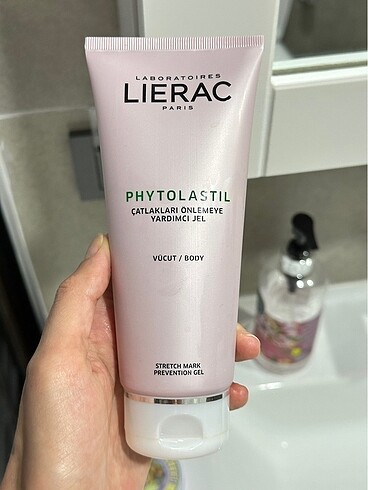 LABORATOIRES
LIERAC
PARIS
PHYTOLASTIL
ÇATLAKLARI ÖNLEMEYE
YARDIMCI JEL
VÜCUT / BODY
STRETCH MARK
PREVENTION GEL